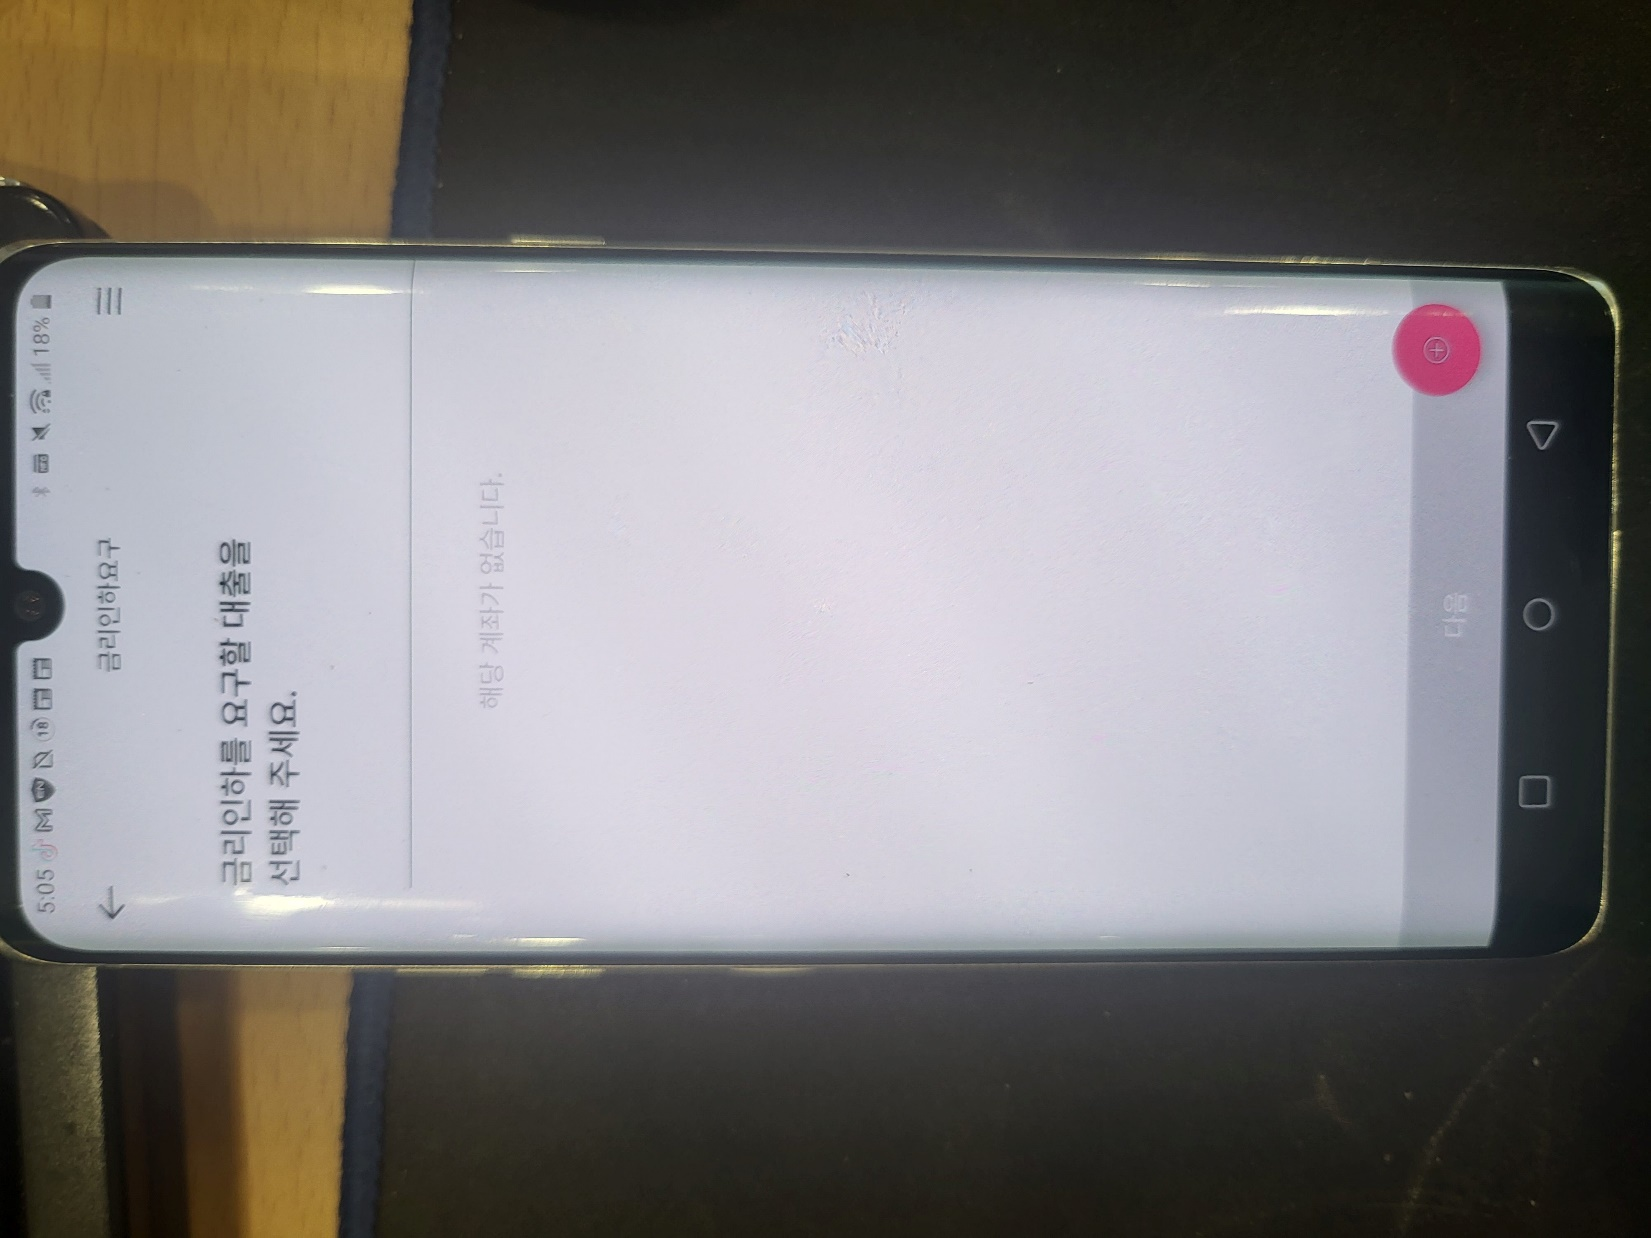 5:05 18%
금리인하요구
금리인하를 요구할 대출을
선택해 주세요.
해당 계좌가 없습니다.
다음